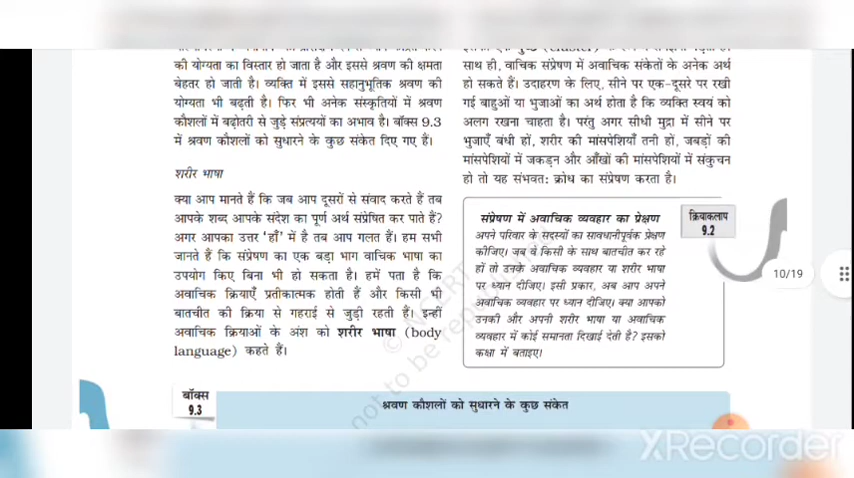 की योग्यता का विस्तार हो जाता है और इससे श्रवण की क्षमता
बेहतर हो जाती है। व्यक्ति में इससे सहानुभूतिक श्रवण की
योग्यता भी बढ़ती है। फिर भी अनेक संस्कृतियों में श्रवण
कौशलों में बढ़ोतरी से जुड़े संप्रत्ययों का अभाव है। बॉक्स 9.3
में श्रवण कौशलों को सुधारने के कुछ संकेत दिए गए हैं।
शरीर भाषा
क्या आप मानते हैं कि जब आप दूसरों से संवाद करते हैं तब
आपके शब्द आपके संदेश का पूर्ण अर्थ संप्रेषित कर पाते हैं?
अगर आपका उत्तर 'हाँ' में है तब आप गलत हैं। हम सभी
जानते हैं कि संप्रेषण का एक बड़ा भाग वाचिक भाषा का
उपयोग किए बिना भी हो सकता है। हमें पता है कि
अवाचिक क्रियाएँ प्रतीकात्मक होती हैं और किसी भी
बातचीत की क्रिया से गहराई से जुड़ी रहती हैं। इन्हीं
अवाचिक क्रियाओं के अंश को शरीर भाषा (body
language) कहते हैं।
साथ ही, वाचिक संप्रेषण में अवाचिक संकेतों के अनेक अर्थ
हो सकते हैं। उदाहरण के लिए, सीने पर एक-दूसरे पर रखी
गई बाहुओं या भुजाओं का अर्थ होता है कि व्यक्ति स्वयं को
अलग रखना चाहता है। परंतु अगर सीधी मुद्रा में सीने पर
भुजाएँ बंधी हों, शरीर की मांसपेशियाँ तनी हों, जबड़ों की
मांसपेशियों में जकड़न और आँखों की मांसपेशियों में संकुचन
हो तो यह संभवत: क्रोध का संप्रेषण करता है।
संप्रेषण में अवाचिक व्यवहार का प्रेक्षण
क्रियाकलाप
9.2
अपने परिवार के सदस्यों का सावधानीपूर्वक प्रेक्षण
कीजिए। जब वे किसी के साथ बातचीत कर रहे
हों तो उनके अवाचिक व्यवहार या शरीर भाषा
पर ध्यान दीजिए। इसी प्रकार, अब आप अपने
अवाचिक व्यवहार पर ध्यान दीजिए। क्या आपको
उनकी और अपनी शरीर भाषा या अवाचिक
व्यवहार में कोई समानता दिखाई देती है? इसको
कक्षा में बताइए।
10/19
© NCERT
not to be republished
बॉक्स
9.3
श्रवण कौशलों को सुधारने के कुछ संकेत
XRecorder